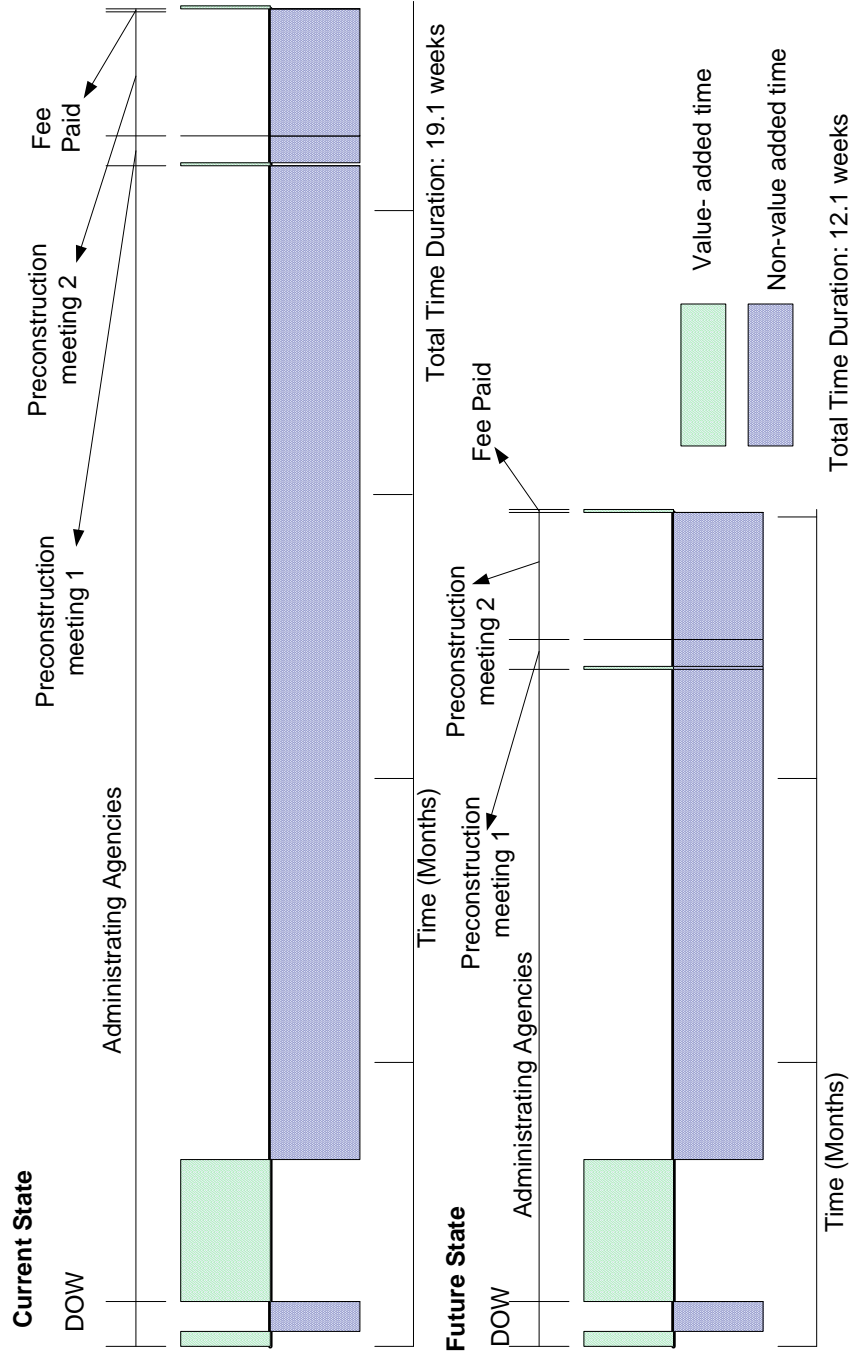 Current State
DOW
Administrating Agencies
Preconstruction
meeting 1
Preconstruction
meeting 2
Fee
Paid
Time (Months)
Total Time Duration: 19.1 weeks
Future State
DOW
Administrating Agencies
Preconstruction
meeting 1
Preconstruction
meeting 2
Fee Paid
Time (Months)
Value- added time
Non-value added time
Total Time Duration: 12.1 weeks